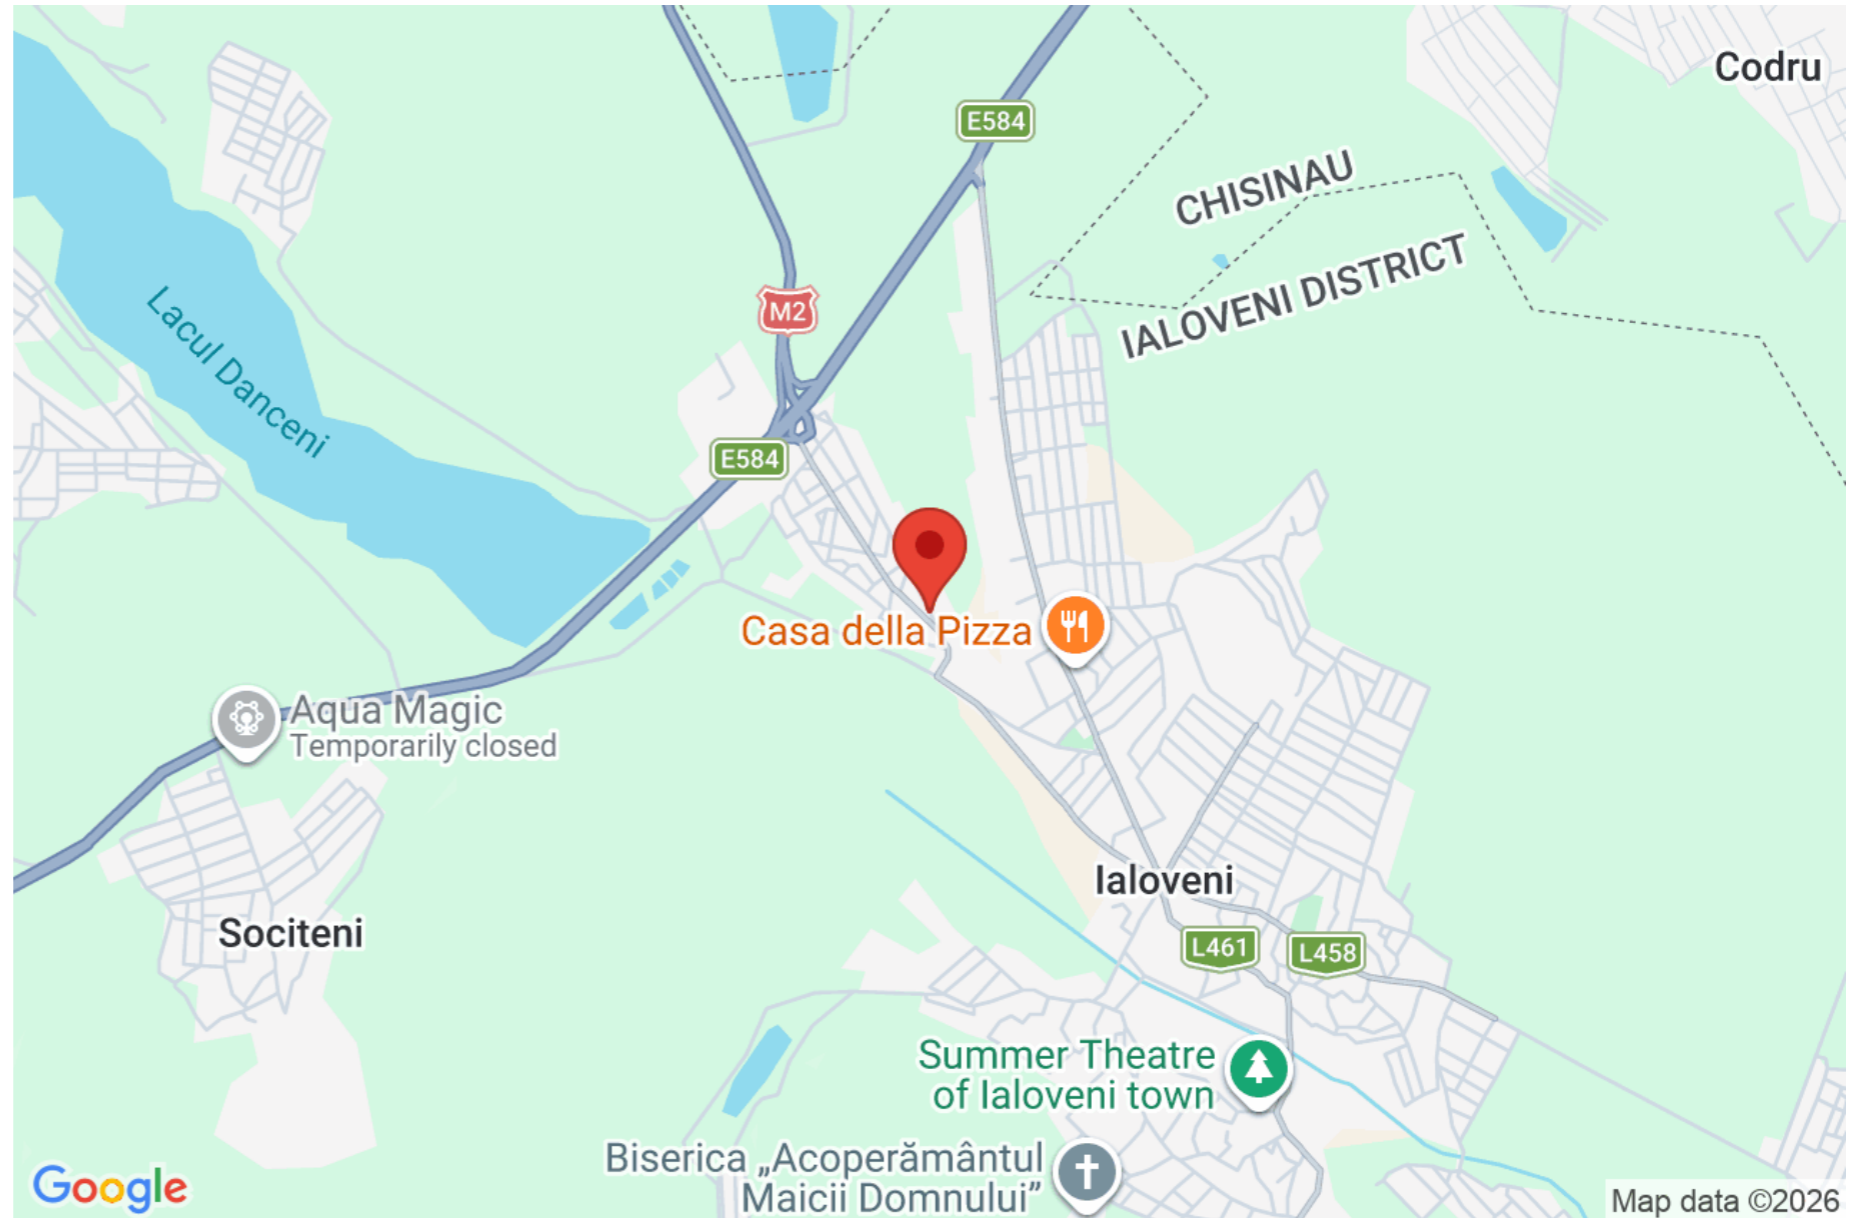 Codru
E584
CHISINAU
IALOVENI DISTRICT
M2
Lacul Danceni
E584
Casa della Pizza
Aqua Magic
Temporarily closed
Ialoveni
Sociteni
L461
L458
Summer Theatre
of Ialoveni town
Biserica „Acoperământul
Maicii Domnului”
Google
Map data ©2026